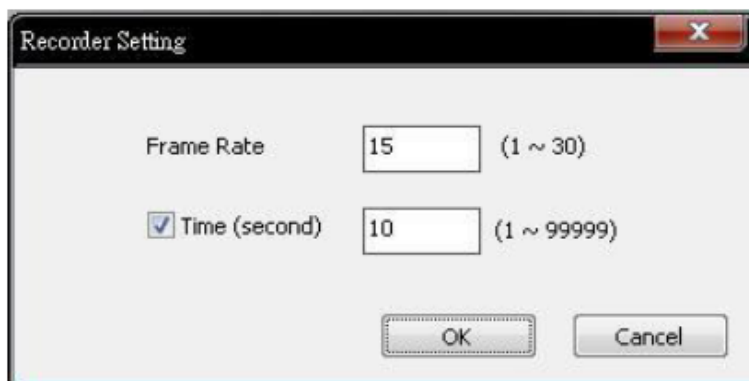 Recorder Setting
Frame Rate 15 (1 ~ 30)
Time (second) 10 (1 ~ 99999)
OK Cancel